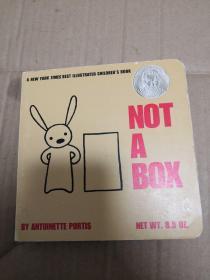 A NEW YORK TIMES BEST ILLUSTRATED CHILDREN'S BOOK
NOT
A
BOX
BY ANTOINETTE PORTIS
NET WT. 8.5 OZ.